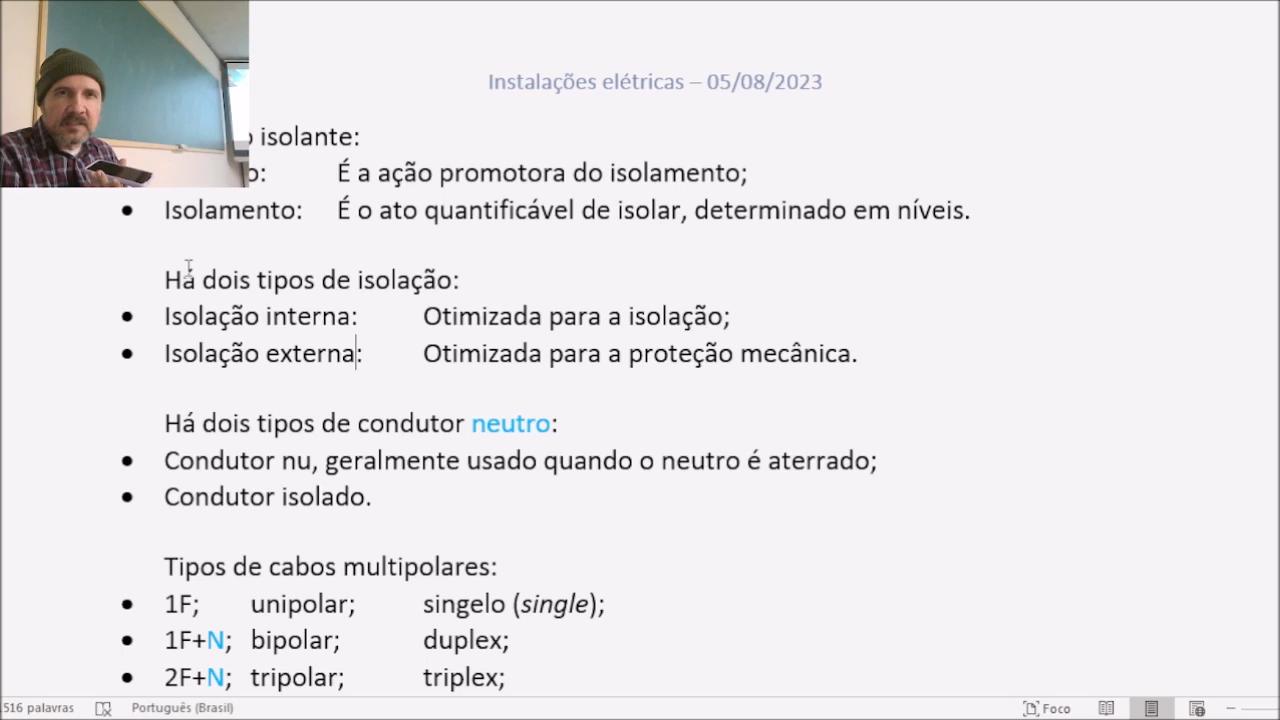 Instalações elétricas – 05/08/2023
isolante:
É a ação promotora do isolamento;
• Isolamento: É o ato quantificável de isolar, determinado em níveis.
Há dois tipos de isolação:
• Isolação interna: Otimizada para a isolação;
• Isolação externa: Otimizada para a proteção mecânica.
Há dois tipos de condutor neutro:
• Condutor nu, geralmente usado quando o neutro é aterrado;
• Condutor isolado.
Tipos de cabos multipolares:
• 1F; unipolar; singelo (single);
• 1F+N; bipolar; duplex;
• 2F+N; tripolar; triplex;
516 palavras Português (Brasil) Foco